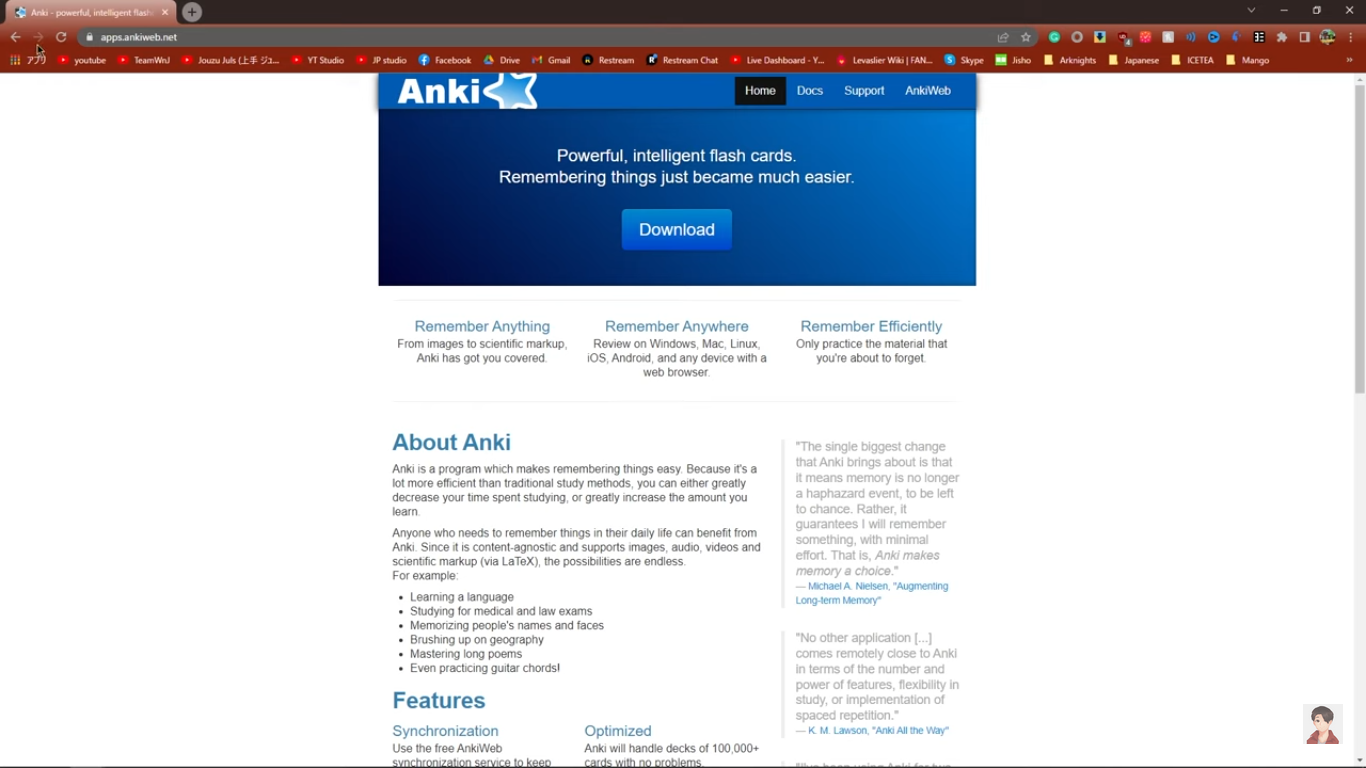 Anki - powerful, intelligent flash
apps.ankiweb.net
アプリ youtube TeamWnJ Jouzu Juls (上手 ジュ... YT Studio JP studio Facebook Drive Gmail Restream Restream Chat Live Dashboard - Y... Levaslier Wiki | FAN... Skype Jisho Arknights Japanese ICETEA Mango
Anki
Home Docs Support AnkiWeb
Powerful, intelligent flash cards.
Remembering things just became much easier.
Download
Remember Anything
From images to scientific markup,
Anki has got you covered.
Remember Anywhere
Review on Windows, Mac, Linux,
iOS, Android, and any device with a
web browser.
Remember Efficiently
Only practice the material that
you're about to forget.
About Anki
Anki is a program which makes remembering things easy. Because it's a
lot more efficient than traditional study methods, you can either greatly
decrease your time spent studying, or greatly increase the amount you
learn.
Anyone who needs to remember things in their daily life can benefit from
Anki. Since it is content-agnostic and supports images, audio, videos and
scientific markup (via LaTeX), the possibilities are endless.
For example:
Learning a language
Studying for medical and law exams
Memorizing people's names and faces
Brushing up on geography
Mastering long poems
Even practicing guitar chords!
Features
Synchronization
Use the free AnkiWeb
synchronization service to keep
Optimized
Anki will handle decks of 100,000+
cards with no problems.
"The single biggest change
that Anki brings about is that
it means memory is no longer
a haphazard event, to be left
to chance. Rather, it
guarantees I will remember
something, with minimal
effort. That is, Anki makes
memory a choice."
— Michael A. Nielsen, "Augmenting
Long-term Memory"
"No other application [...]
comes remotely close to Anki
in terms of the number and
power of features, flexibility in
study, or implementation of
spaced repetition."
— K. M. Lawson, "Anki All the Way"